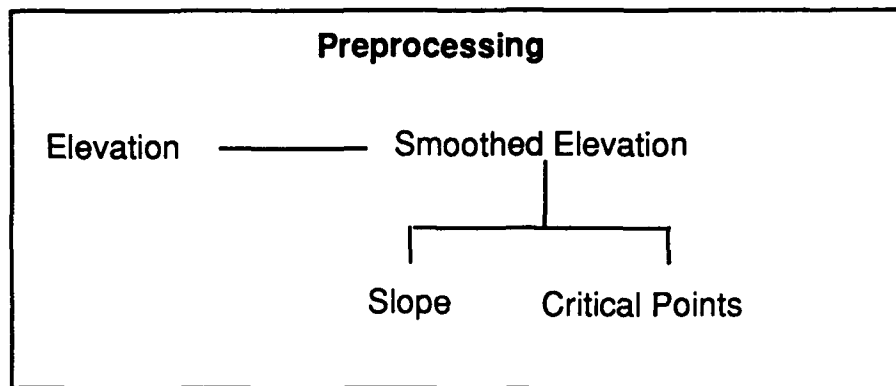 Preprocessing
Elevation
Smoothed Elevation
Slope
Critical Points